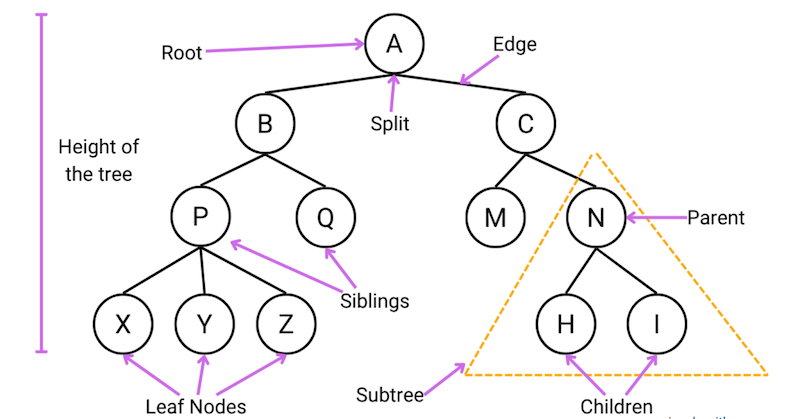 A
Root
Edge
Split
B
C
Height of
the tree
P
Q
M
N
Parent
Siblings
X
Y
Z
H
I
Subtree
Leaf Nodes
Children